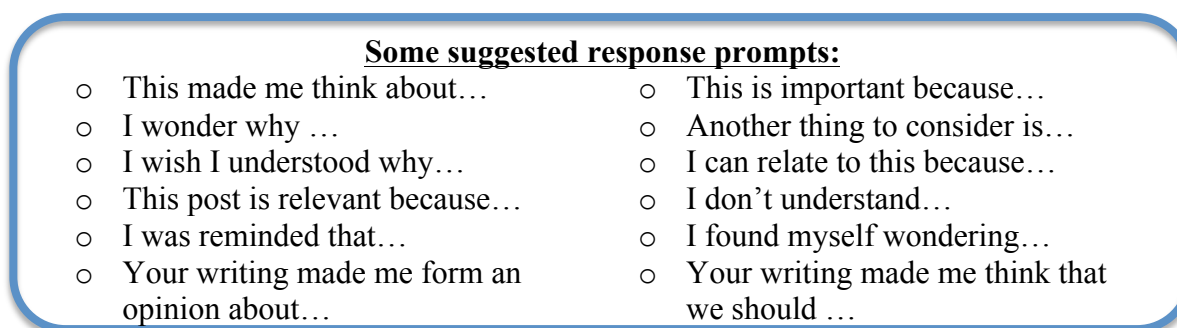 Some suggested response prompts:
o This made me think about…
o I wonder why …
o I wish I understood why…
o This post is relevant because…
o I was reminded that…
o Your writing made me form an
opinion about…
o This is important because…
o Another thing to consider is…
o I can relate to this because…
o I don’t understand…
o I found myself wondering…
o Your writing made me think that
we should …